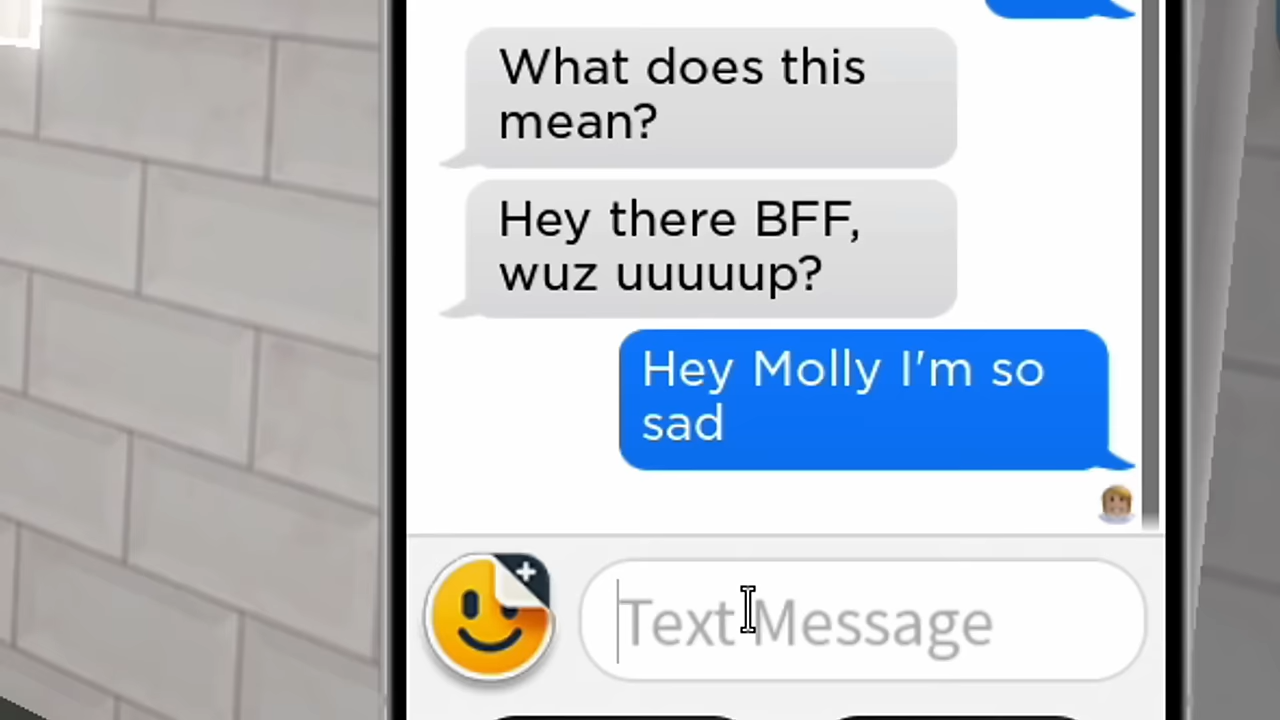 What does this
mean?
Hey there BFF,
wuz uuuuup?
Hey Molly I'm so
sad
Text Message